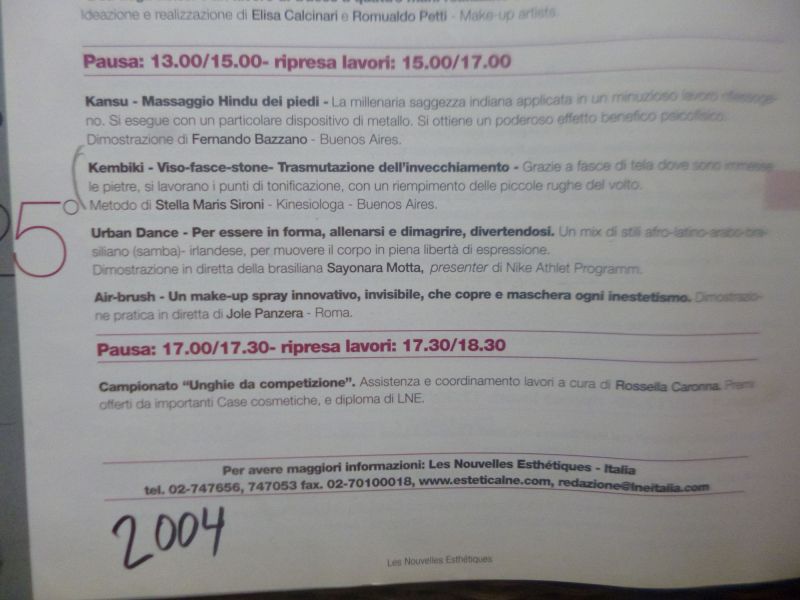 Ideazione e realizzazione di Elisa Calcinari e Romualdo Petti - Make-up artists.
Pausa: 13.00/15.00- ripresa lavori: 15.00/17.00
Kansu - Massaggio Hindu dei piedi - La millenaria saggezza indiana applicata in un minuzioso lavoro riflessoge-
no. Si esegue con un particolare dispositivo di metallo. Si ottiene un poderoso effetto benefico psicofisico.
Dimostrazione di Fernando Bazzano - Buenos Aires.
Kembiki - Viso-fasce-stone- Trasmutazione dell'invecchiamento - Grazie a fasce di tela dove sono immesse
le pietre, si lavorano i punti di tonificazione, con un riempimento delle piccole rughe del volto.
Metodo di Stella Maris Sironi - Kinesiologa - Buenos Aires.
25°
Urban Dance - Per essere in forma, allenarsi e dimagrire, divertendosi. Un mix di stili afro-latino-arabo-bra-
siliano (samba)- irlandese, per muovere il corpo in piena libertà di espressione.
Dimostrazione in diretta della brasiliana Sayonara Motta, presenter di Nike Athlet Programm.
Air-brush - Un make-up spray innovativo, invisibile, che copre e maschera ogni inestetismo. Dimostrazio-
ne pratica in diretta di Jole Panzera - Roma.
Pausa: 17.00/17.30- ripresa lavori: 17.30/18.30
Campionato “Unghie da competizione”. Assistenza e coordinamento lavori a cura di Rossella Caronna. Premi
offerti da importanti Case cosmetiche, e diploma di LNE.
Per avere maggiori informazioni: Les Nouvelles Esthétiques - Italia
tel. 02-747656, 747053 fax. 02-70100018, www.esteticalne.com, redazione@lneitalia.com
2004
Les Nouvelles Esthétiques